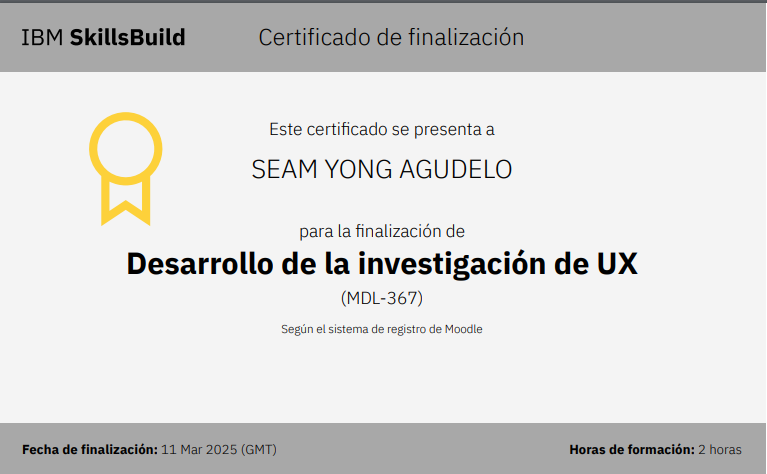 IBM SkillsBuild
Certificado de finalización
Este certificado se presenta a
SEAM YONG AGUDELO
para la finalización de
Desarrollo de la investigación de UX
(MDL-367)
Según el sistema de registro de Moodle
Fecha de finalización: 11 Mar 2025 (GMT)
Horas de formación: 2 horas